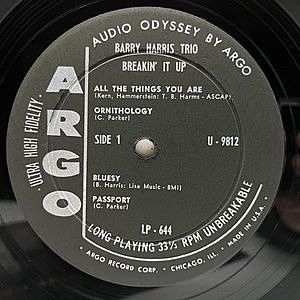 AUDIO ODYSSEY BY ARGO
BARRY HARRIS TRIO
BREAKIN' IT UP
ALL THE THINGS YOU ARE
(Kern, Hammerstein: T. B. Harms - ASCAP)
ORNITHOLOGY
(C. Parker)
SIDE 1
U - 9812
BLUESY
(B. Harris: Lisa Music - BMI)
PASSPORT
(C. Parker)
LP - 644
LONG PLAYING 33⅓ RPM UNBREAKABLE
ARGO RECORD CORP. • CHICAGO, ILL. • MADE IN U.S.A.
ULTRA HIGH FIDELITY
ARGO